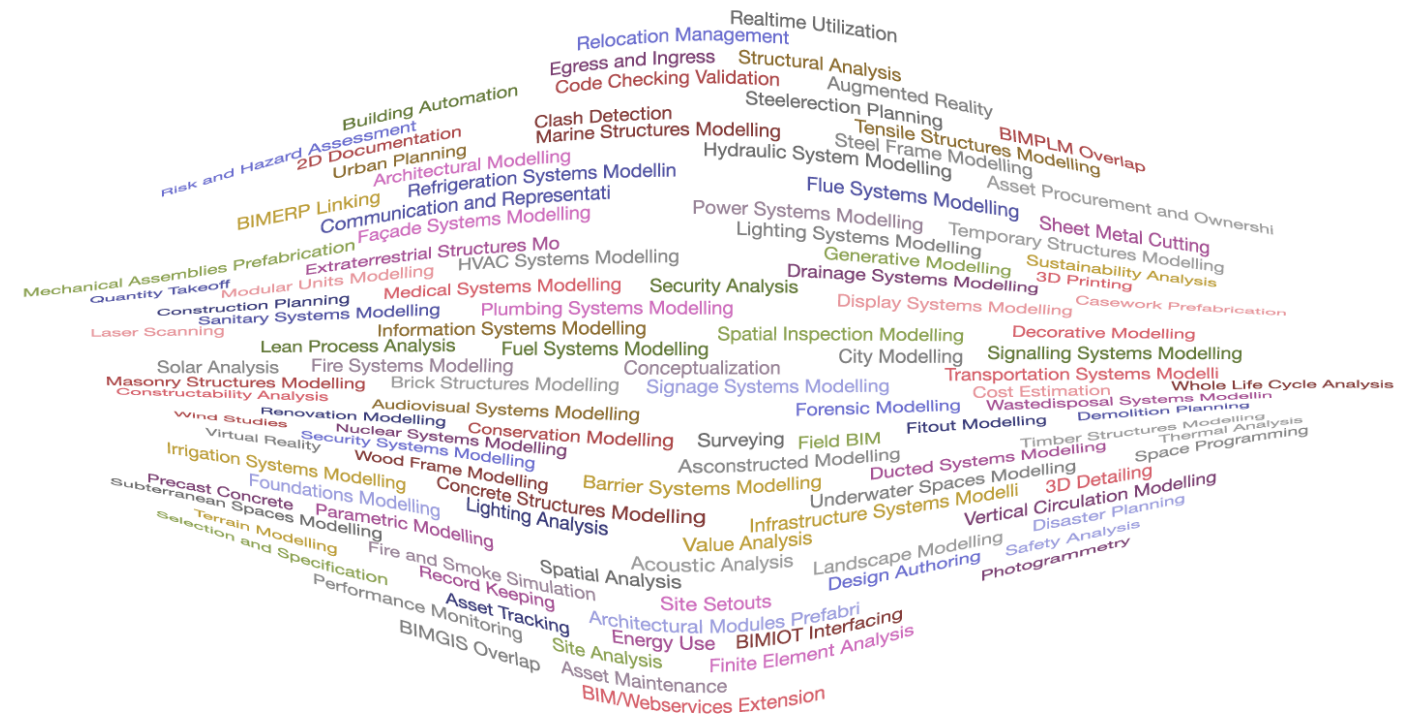 Realtime Utilization
Relocation Management
Egress and Ingress
Structural Analysis
Code Checking Validation
Augmented Reality
Building Automation
Steelerection Planning
Clash Detection
Marine Structures Modelling
Tensile Structures Modelling
BIMPLM Overlap
Risk and Hazard Assessment
2D Documentation
Urban Planning
Steel Frame Modelling
Architectural Modelling
Hydraulic System Modelling
Refrigeration Systems Modellin
Flue Systems Modelling
Asset Procurement and Ownershi
BIMERP Linking
Communication and Representati
Façade Systems Modelling
Power Systems Modelling
Sheet Metal Cutting
Lighting Systems Modelling
Temporary Structures Modelling
Mechanical Assemblies Prefabrication
Extraterrestrial Structures Mo
HVAC Systems Modelling
Generative Modelling
Sustainability Analysis
Quantity Takeoff
Modular Units Modelling
Medical Systems Modelling
Security Analysis
Drainage Systems Modelling
3D Printing
Construction Planning
Sanitary Systems Modelling
Plumbing Systems Modelling
Display Systems Modelling
Casework Prefabrication
Laser Scanning
Information Systems Modelling
Spatial Inspection Modelling
Decorative Modelling
Lean Process Analysis
Fuel Systems Modelling
City Modelling
Signalling Systems Modelling
Solar Analysis
Fire Systems Modelling
Conceptualization
Transportation Systems Modelli
Masonry Structures Modelling
Brick Structures Modelling
Signage Systems Modelling
Cost Estimation
Whole Life Cycle Analysis
Constructability Analysis
Audiovisual Systems Modelling
Forensic Modelling
Wastedisposal Systems Modellin
Wind Studies
Renovation Modelling
Fitout Modelling
Demolition Planning
Nuclear Systems Modelling
Conservation Modelling
Surveying
Field BIM
Timber Structures Modelling
Thermal Analysis
Virtual Reality
Security Systems Modelling
Asconstructed Modelling
Ducted Systems Modelling
Space Programming
Irrigation Systems Modelling
Wood Frame Modelling
Barrier Systems Modelling
Underwater Spaces Modelling
3D Detailing
Precast Concrete
Foundations Modelling
Concrete Structures Modelling
Infrastructure Systems Modelli
Vertical Circulation Modelling
Subterranean Spaces Modelling
Parametric Modelling
Lighting Analysis
Disaster Planning
Terrain Modelling
Value Analysis
Landscape Modelling
Safety Analysis
Selection and Specification
Fire and Smoke Simulation
Spatial Analysis
Acoustic Analysis
Design Authoring
Photogrammetry
Performance Monitoring
Record Keeping
Asset Tracking
Site Setouts
Architectural Modules Prefabri
BIMGIS Overlap
Energy Use
BIMIOT Interfacing
Site Analysis
Finite Element Analysis
Asset Maintenance
BIM/Webservices Extension